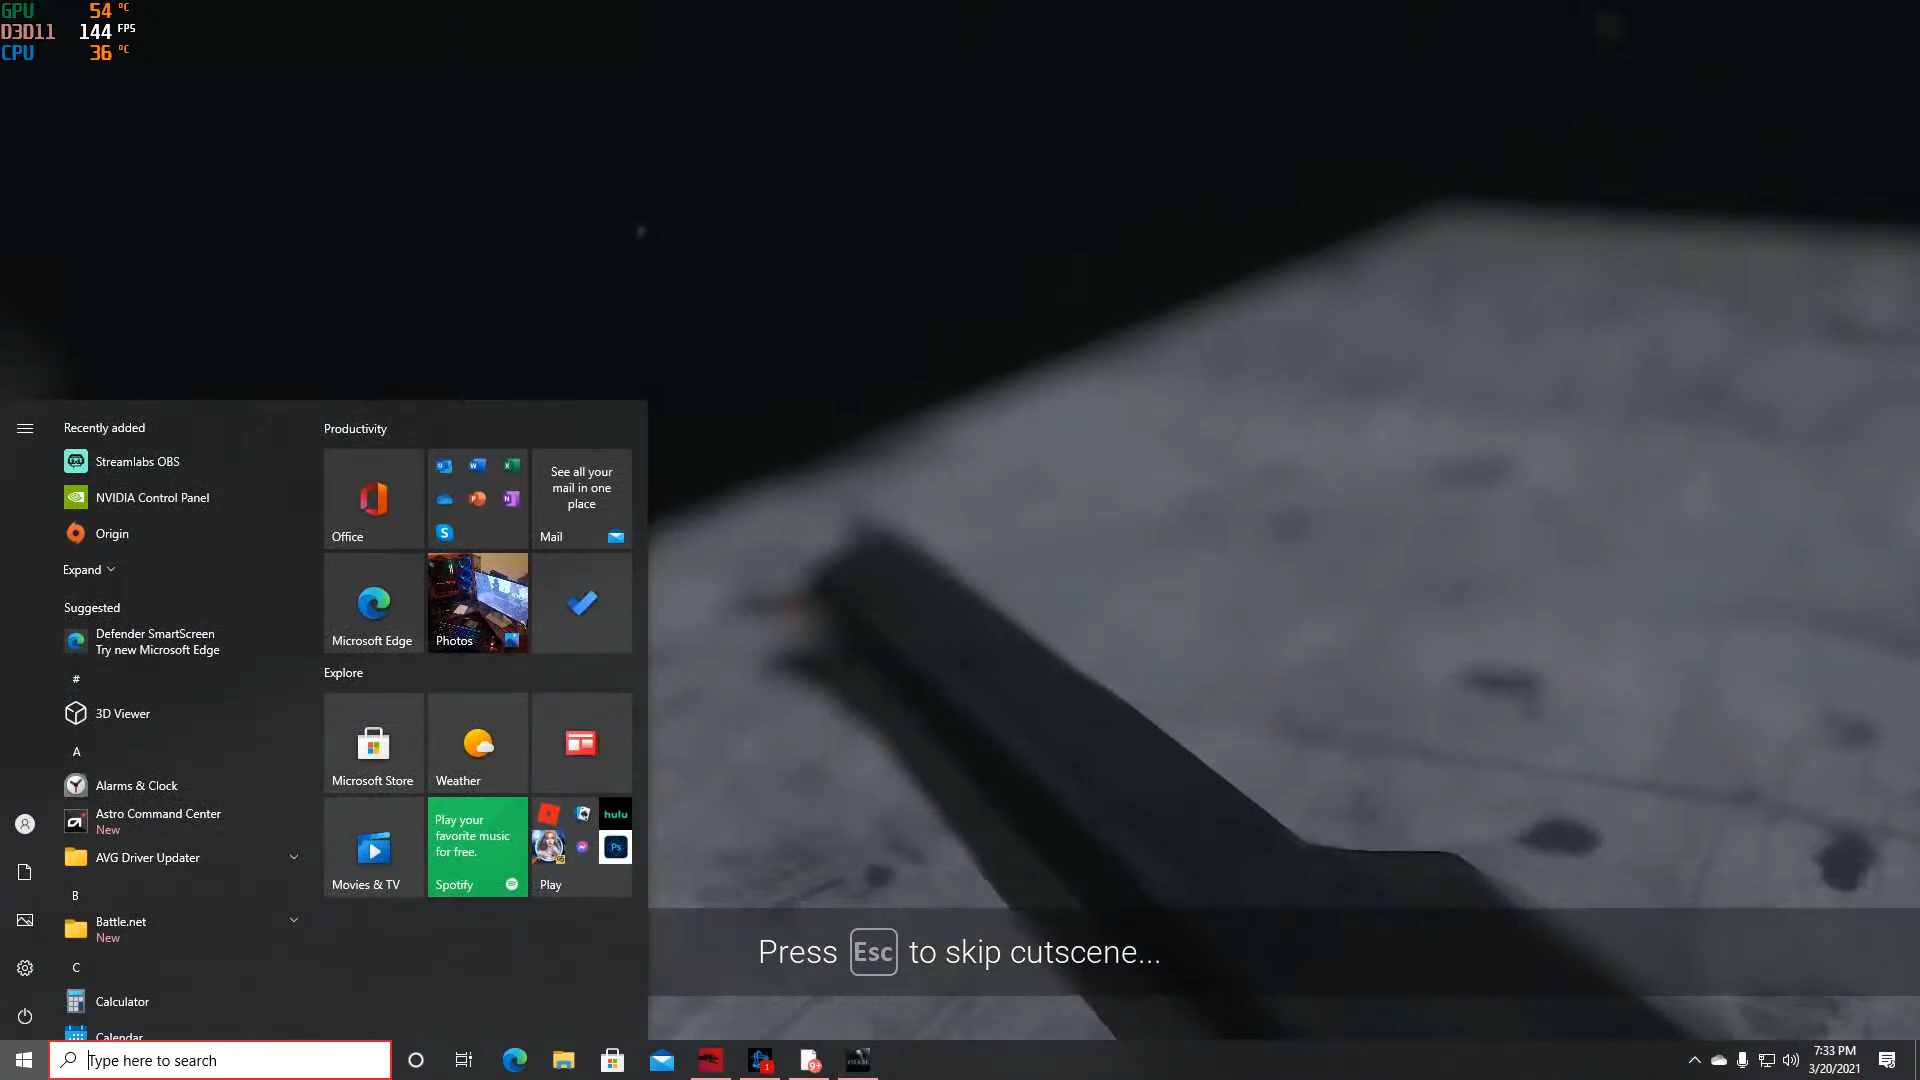 GPU 54 °C
D3D11 144 FPS
CPU 36 °C
Recently added
Streamlabs OBS
NVIDIA Control Panel
Origin
Expand
Suggested
Defender SmartScreen
Try new Microsoft Edge
#
3D Viewer
A
Alarms & Clock
Astro Command Center
New
AVG Driver Updater
B
Battle.net
New
C
Calculator
Calendar
Productivity
Office
See all your
mail in one
place
Mail
Microsoft Edge
Photos
Explore
Microsoft Store
Weather
Movies & TV
Play your
favorite music
for free.
Spotify
hulu
Ps
Play
Press Esc to skip cutscene...
Type here to search
1
9+
7:33 PM
3/20/2021